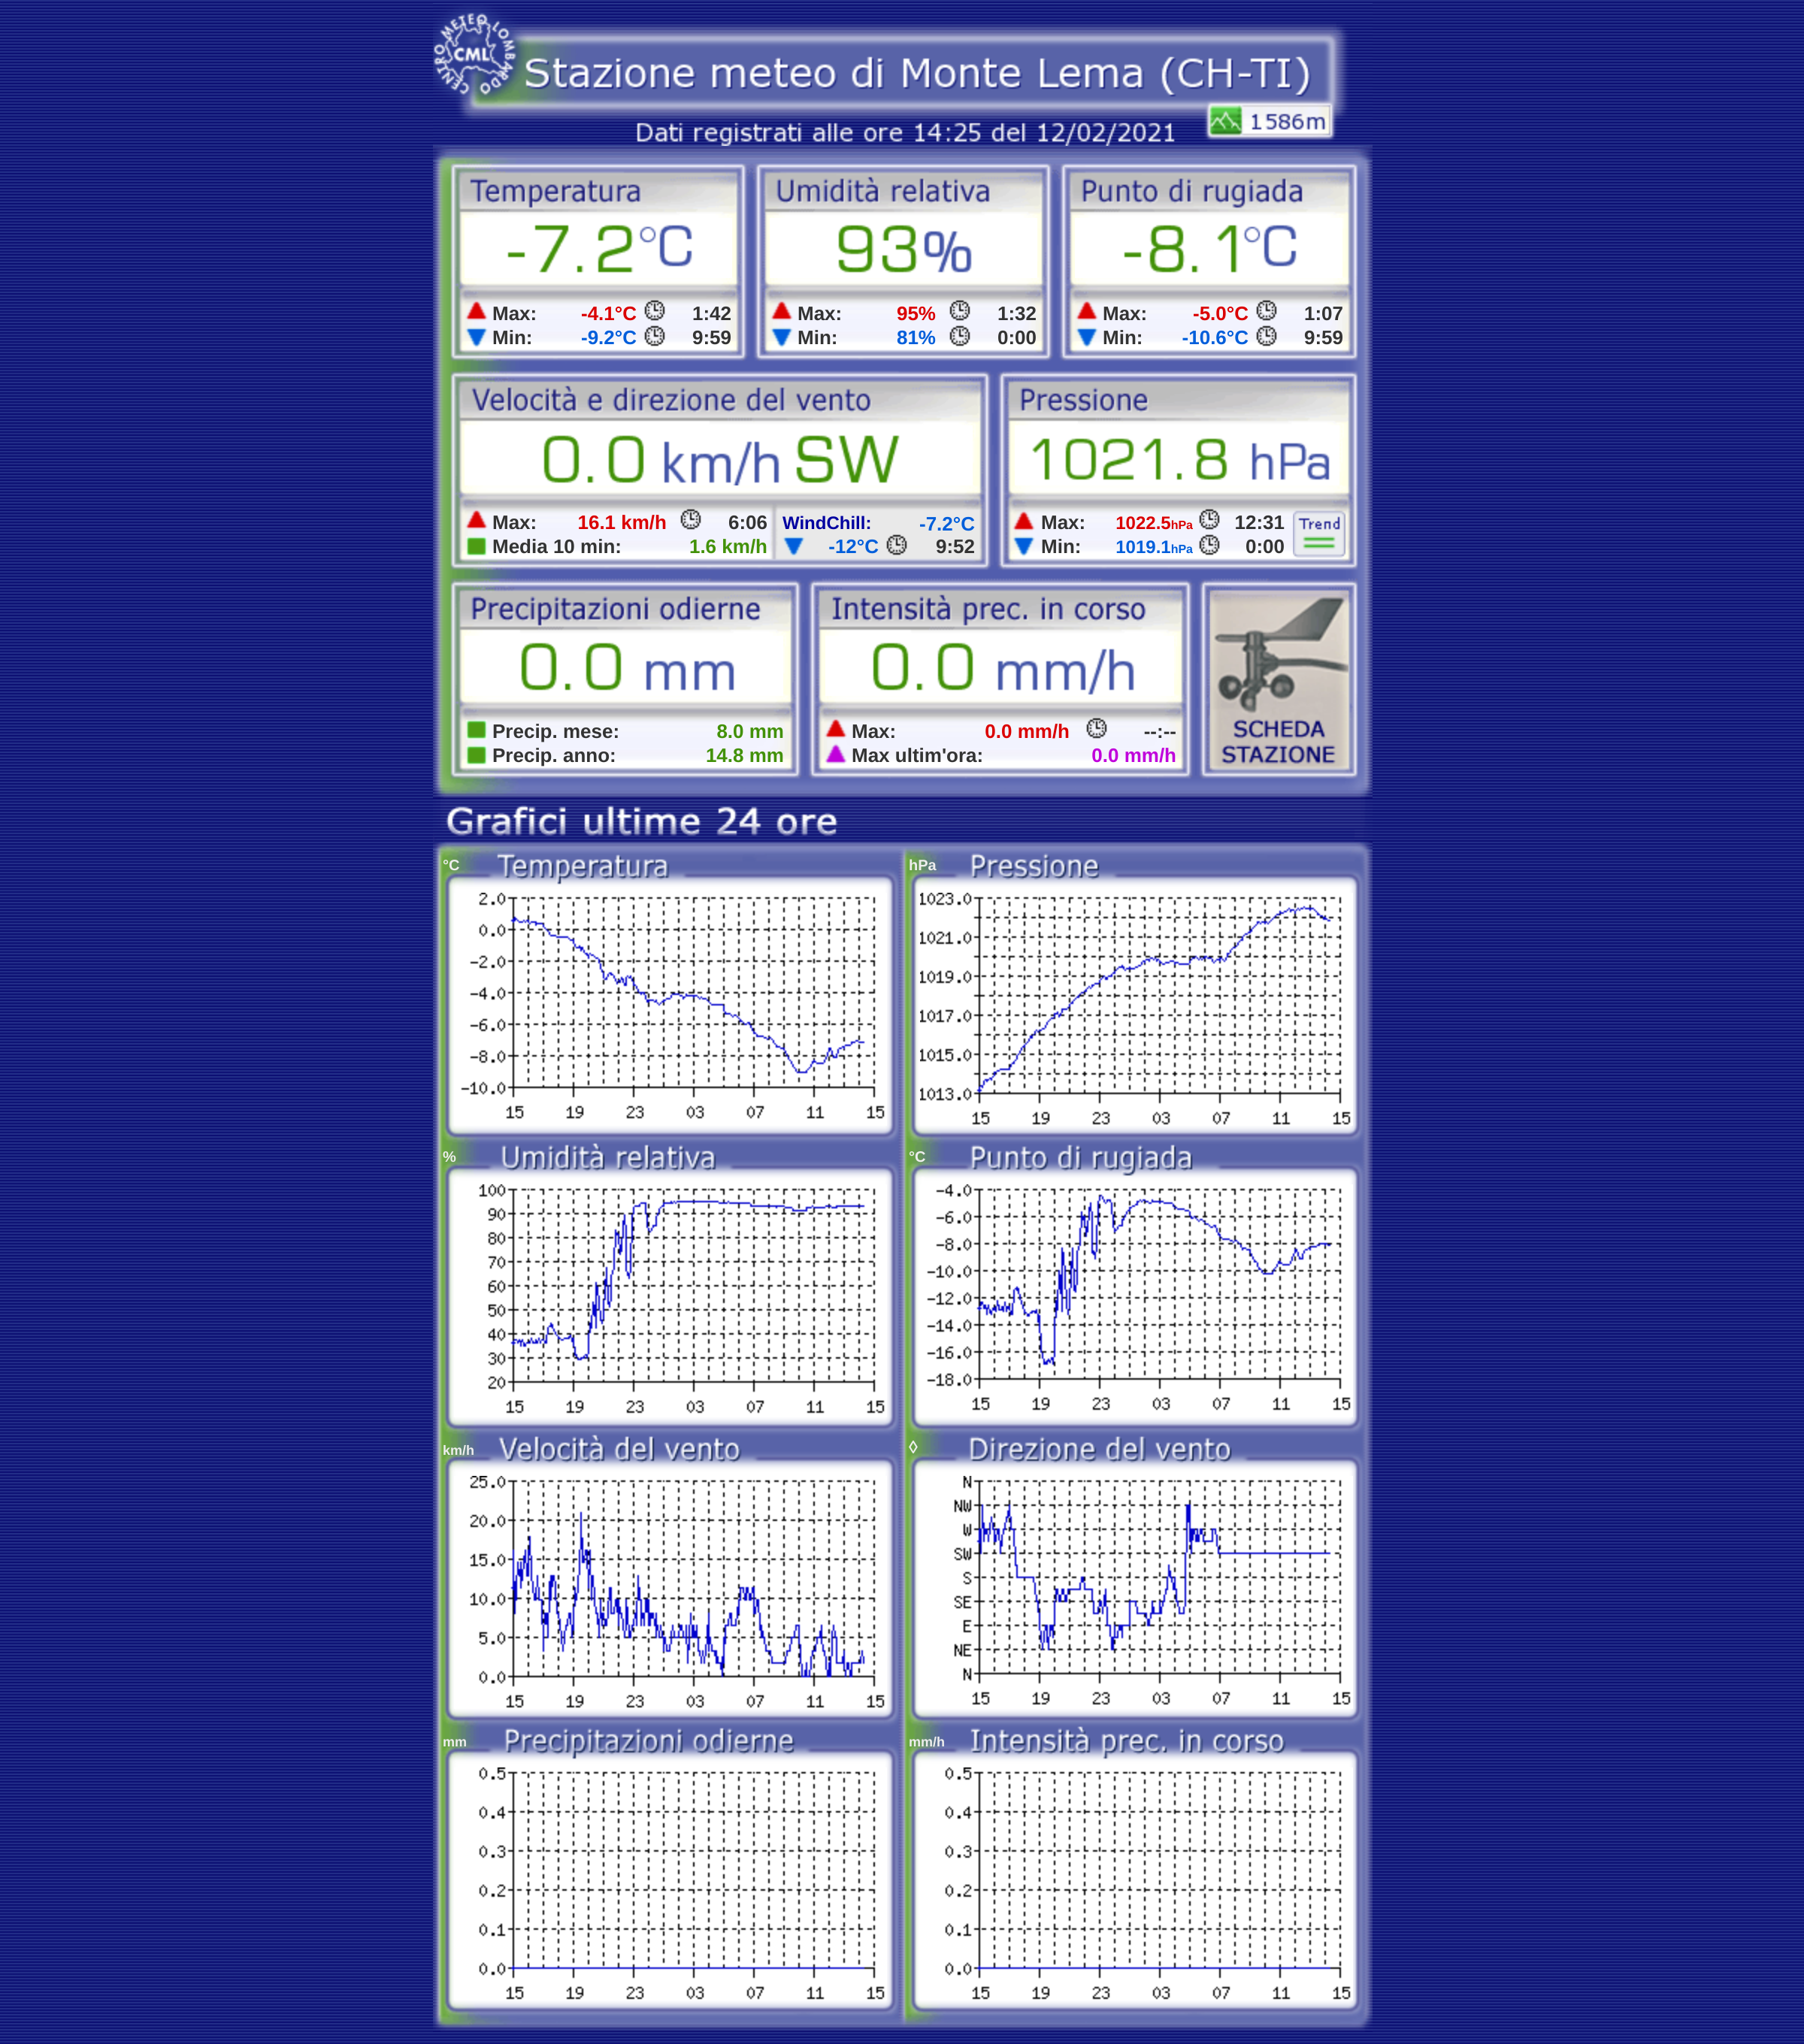 CENTRO METEO LOMBARDO
CML
Stazione meteo di Monte Lema (CH-TI)
1586m
Dati registrati alle ore 14:25 del 12/02/2021
Temperatura
-7.2°C
Max: -4.1°C 1:42
Min: -9.2°C 9:59
Umidità relativa
93%
Max: 95% 1:32
Min: 81% 0:00
Punto di rugiada
-8.1°C
Max: -5.0°C 1:07
Min: -10.6°C 9:59
Velocità e direzione del vento
0.0 km/h SW
Max: 16.1 km/h 6:06
Media 10 min: 1.6 km/h
WindChill: -7.2°C
-12°C 9:52
Pressione
1021.8 hPa
Max: 1022.5hPa 12:31
Min: 1019.1hPa 0:00
Trend
Precipitazioni odierne
0.0 mm
Precip. mese: 8.0 mm
Precip. anno: 14.8 mm
Intensità prec. in corso
0.0 mm/h
Max: 0.0 mm/h --:--
Max ultim'ora: 0.0 mm/h
SCHEDA
STAZIONE
Grafici ultime 24 ore
°C Temperatura
2.0
0.0
-2.0
-4.0
-6.0
-8.0
-10.0
15 19 23 03 07 11 15
hPa Pressione
1023.0
1021.0
1019.0
1017.0
1015.0
1013.0
15 19 23 03 07 11 15
% Umidità relativa
100
90
80
70
60
50
40
30
20
15 19 23 03 07 11 15
°C Punto di rugiada
-4.0
-6.0
-8.0
-10.0
-12.0
-14.0
-16.0
-18.0
15 19 23 03 07 11 15
km/h Velocità del vento
25.0
20.0
15.0
10.0
5.0
0.0
15 19 23 03 07 11 15
◊ Direzione del vento
N
NW
W
SW
S
SE
E
NE
N
15 19 23 03 07 11 15
mm Precipitazioni odierne
0.5
0.4
0.3
0.2
0.1
0.0
15 19 23 03 07 11 15
mm/h Intensità prec. in corso
0.5
0.4
0.3
0.2
0.1
0.0
15 19 23 03 07 11 15